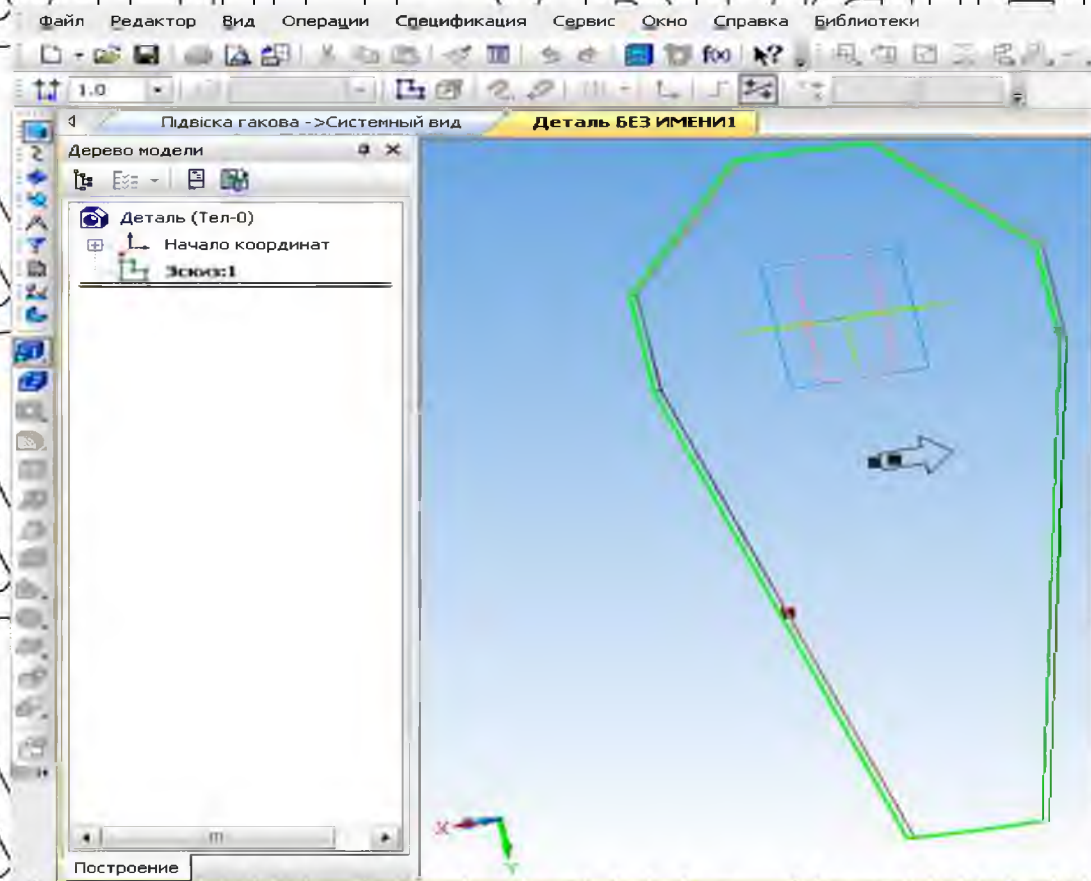 Файл Редактор Вид Операции Спецификация Сервис Окно Справка Библиотеки
f(x)
1.0
Підвіска гакова ->Системный вид Деталь БЕЗ ИМЕНИ1
Дерево модели
Деталь (Тел-0)
Начало координат
Эскиз:1
X
Y
Построение